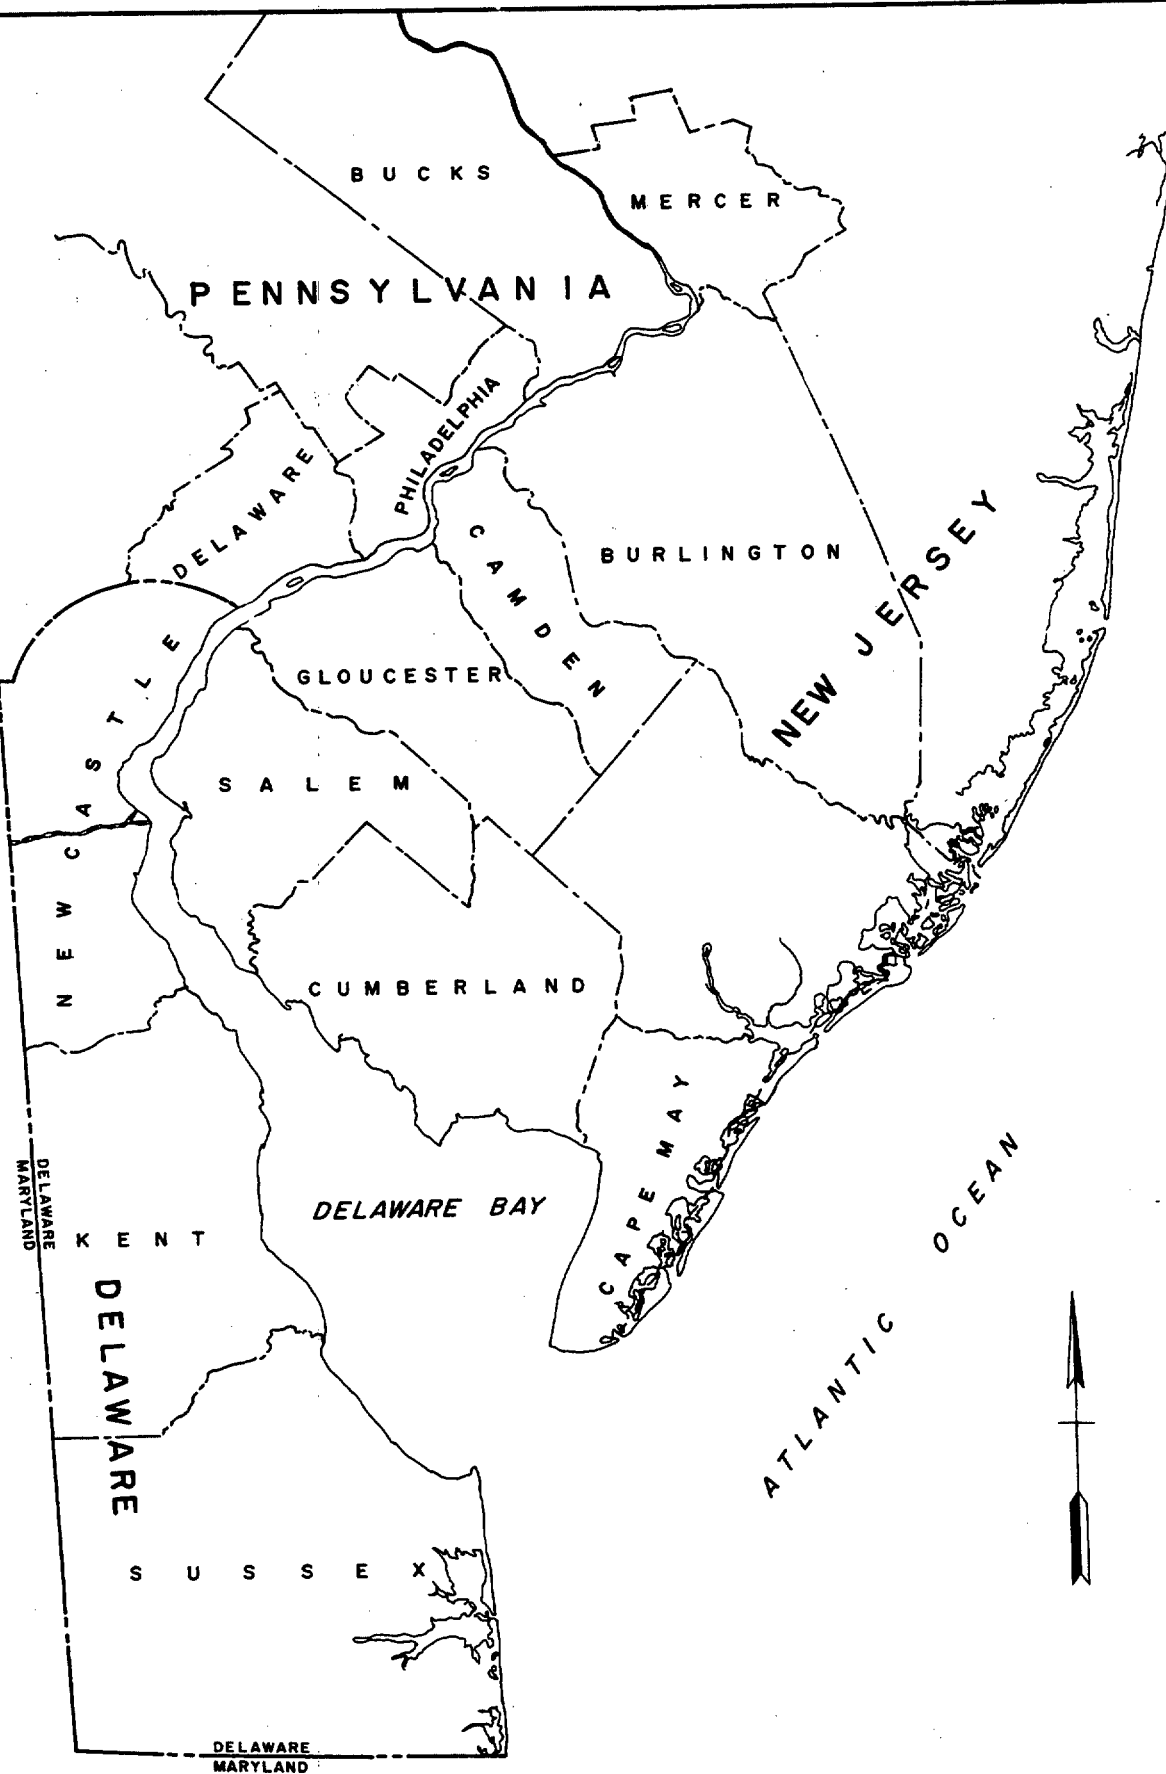 BUCKS
MERCER
PENNSYLVANIA
PHILADELPHIA
DELAWARE
CAMDEN
BURLINGTON
NEW JERSEY
NEW CASTLE
GLOUCESTER
SALEM
CUMBERLAND
CAPE MAY
DELAWARE BAY
ATLANTIC OCEAN
DELAWARE
MARYLAND
KENT
DELAWARE
SUSSEX
DELAWARE
MARYLAND